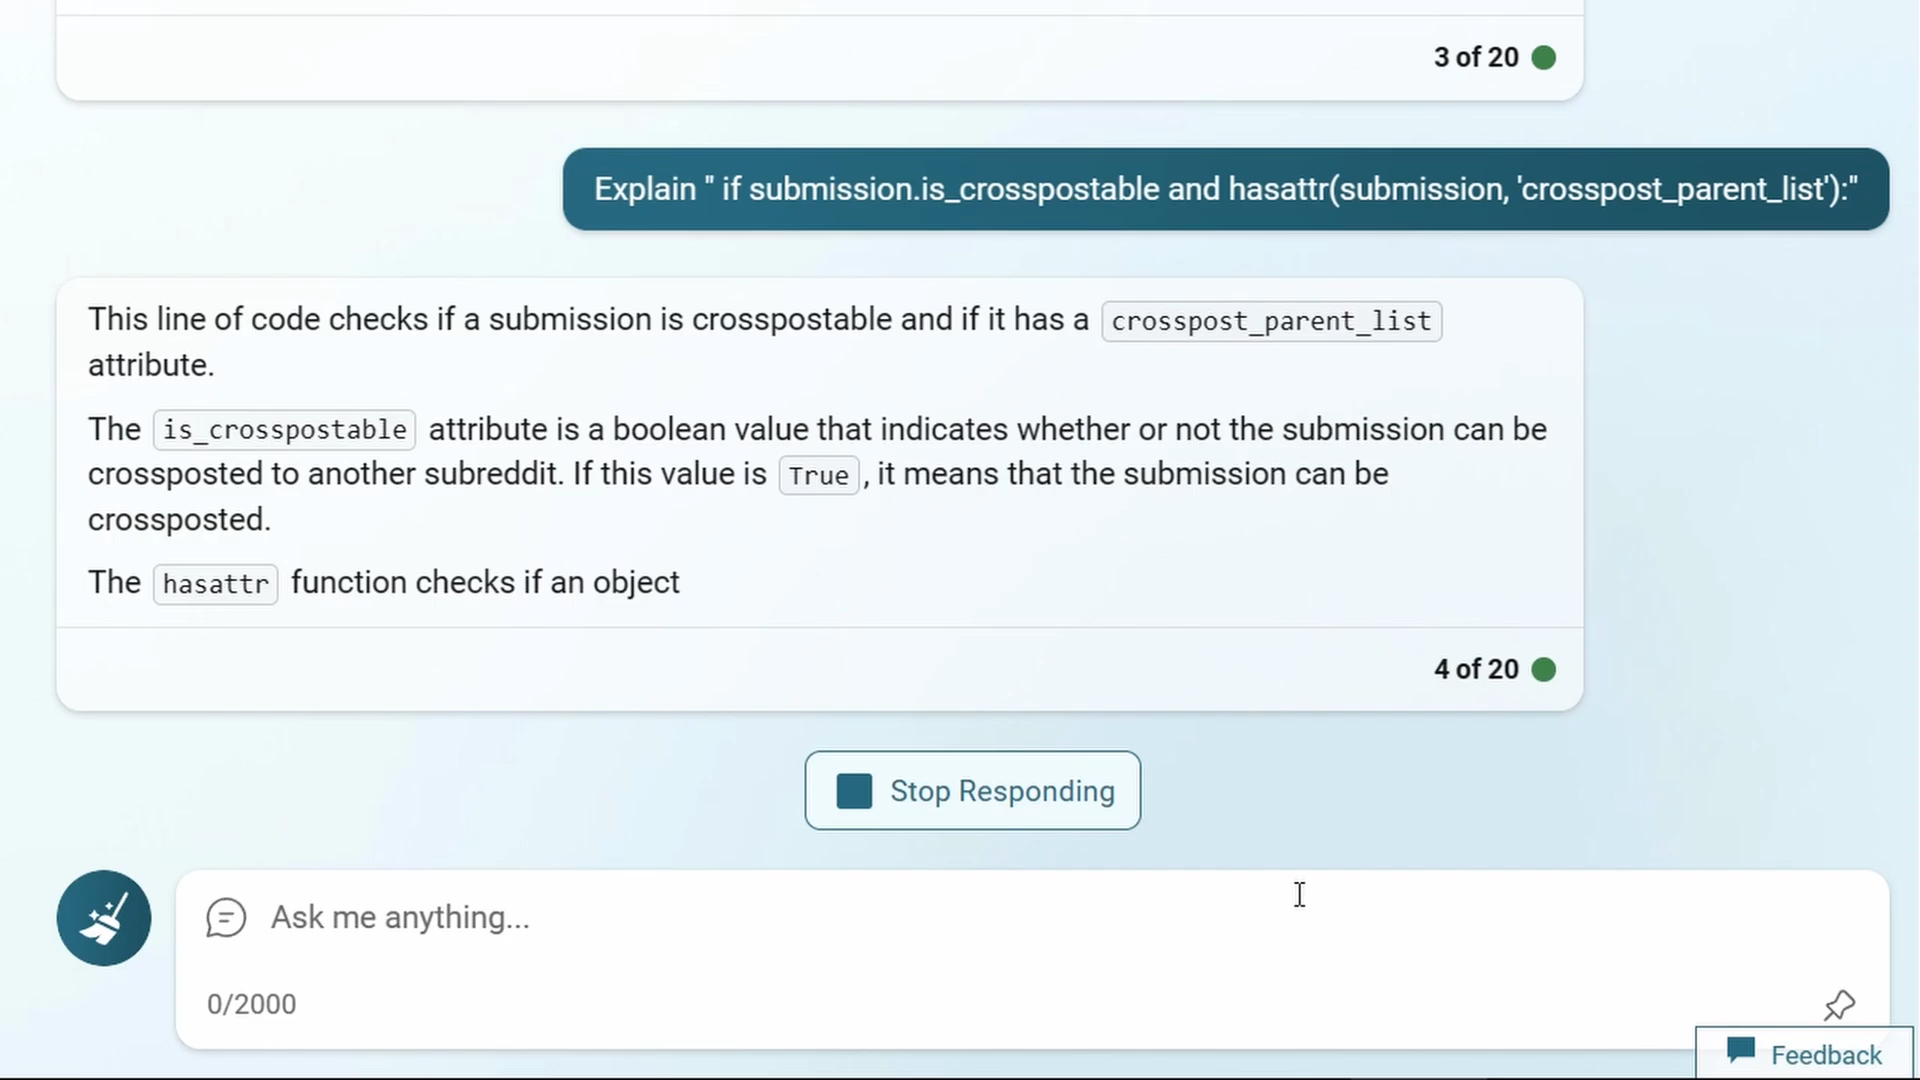 3 of 20
Explain " if submission.is_crosspostable and hasattr(submission, 'crosspost_parent_list'):"
This line of code checks if a submission is crosspostable and if it has a crosspost_parent_list
attribute.
The is_crosspostable attribute is a boolean value that indicates whether or not the submission can be
crossposted to another subreddit. If this value is True, it means that the submission can be
crossposted.
The hasattr function checks if an object
4 of 20
Stop Responding
Ask me anything...
0/2000
Feedback